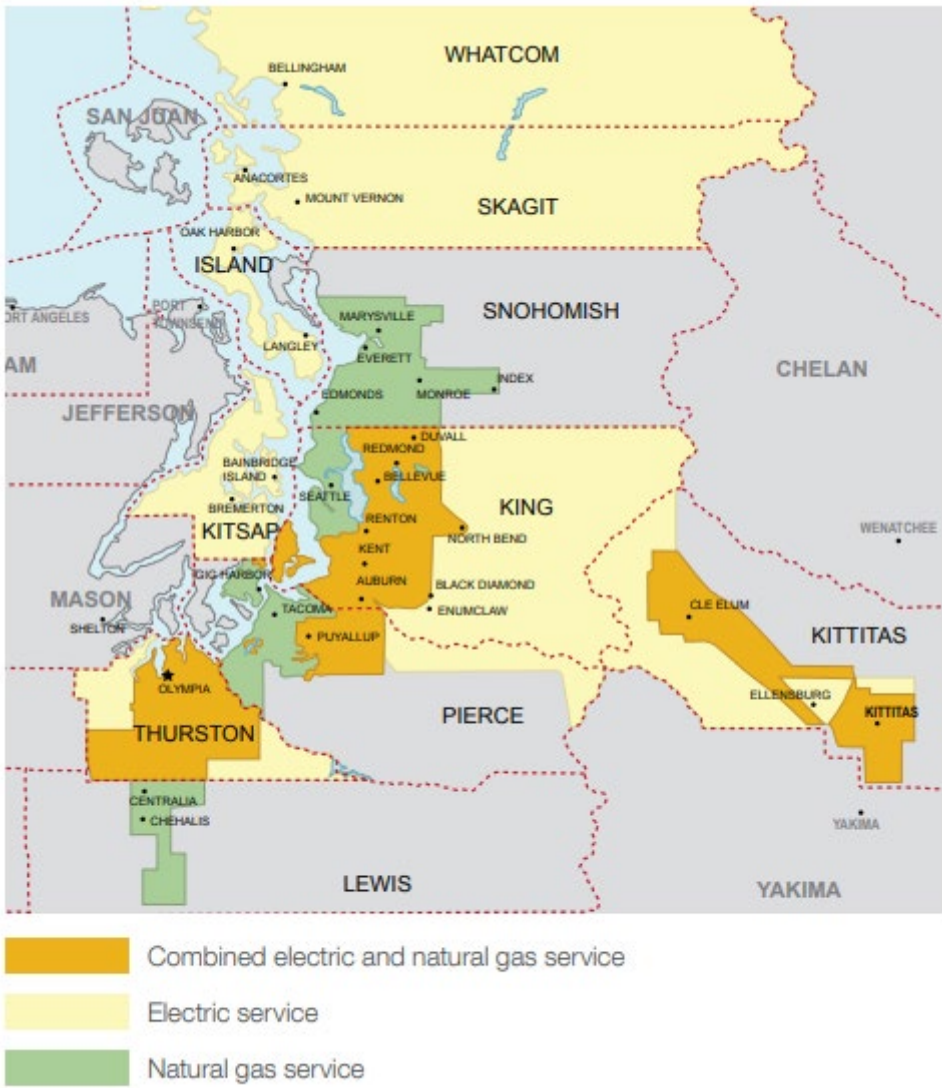 WHATCOM
BELLINGHAM
SAN JUAN
ANACORTES
MOUNT VERNON
SKAGIT
OAK HARBOR
ISLAND
PORT
TOWNSEND
ORT ANGELES
MARYSVILLE
SNOHOMISH
LANGLEY
EVERETT
AM
CHELAN
INDEX
MONROE
EDMONDS
JEFFERSON
DUVALL
REDMOND
BAINBRIDGE
ISLAND
BELLEVUE
SEATTLE
BREMERTON
KING
RENTON
KITSAP
NORTH BEND
WENATCHEE
KENT
GIG HARBOR
AUBURN
BLACK DIAMOND
MASON
TACOMA
ENUMCLAW
CLE ELUM
SHELTON
PUYALLUP
KITTITAS
OLYMPIA
ELLENSBURG
KITTITAS
PIERCE
THURSTON
CENTRALIA
CHEHALIS
YAKIMA
LEWIS
YAKIMA
Combined electric and natural gas service
Electric service
Natural gas service